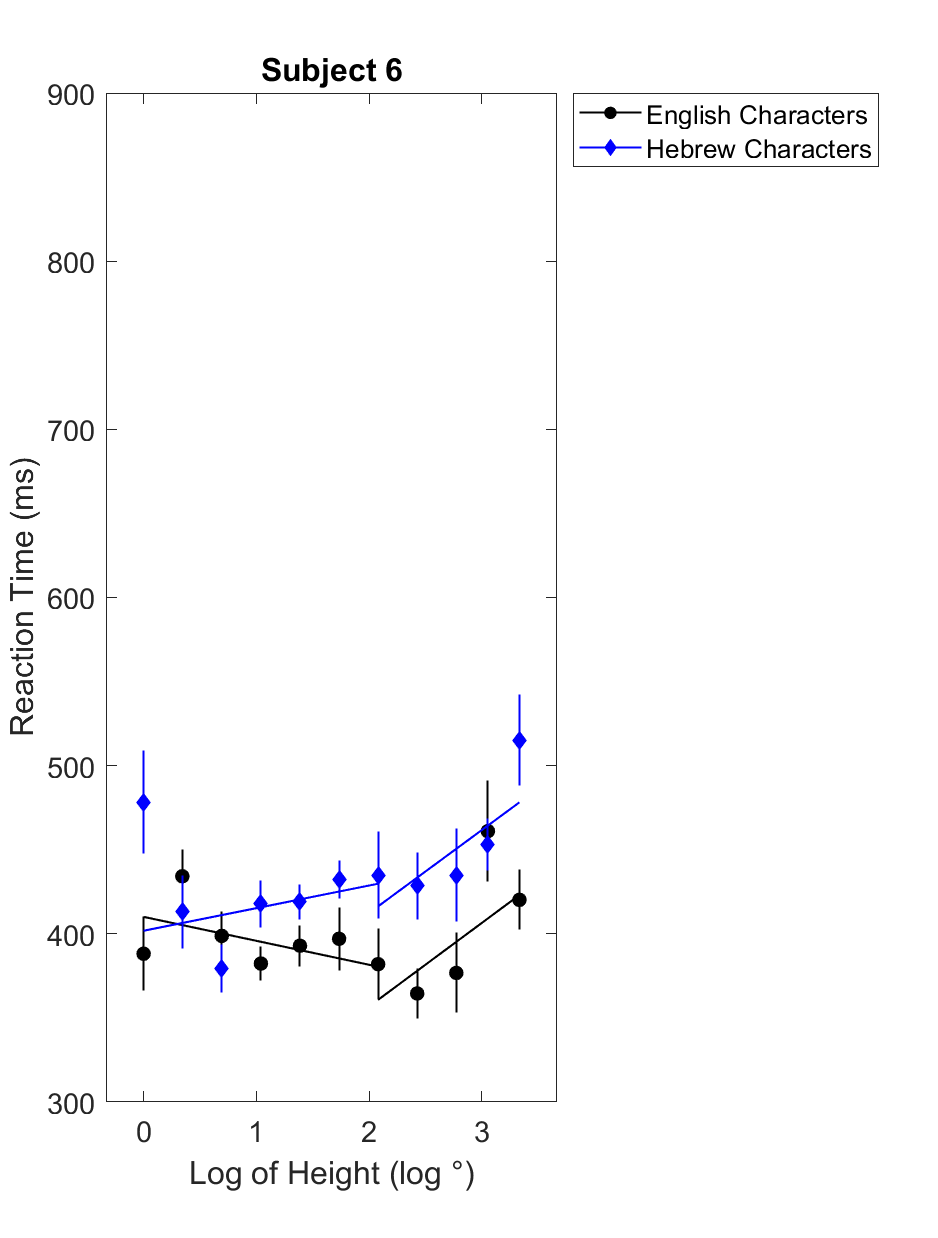 Subject 6
English Characters
Hebrew Characters
900
800
700
600
500
400
300
Reaction Time (ms)
0 1 2 3
Log of Height (log °)